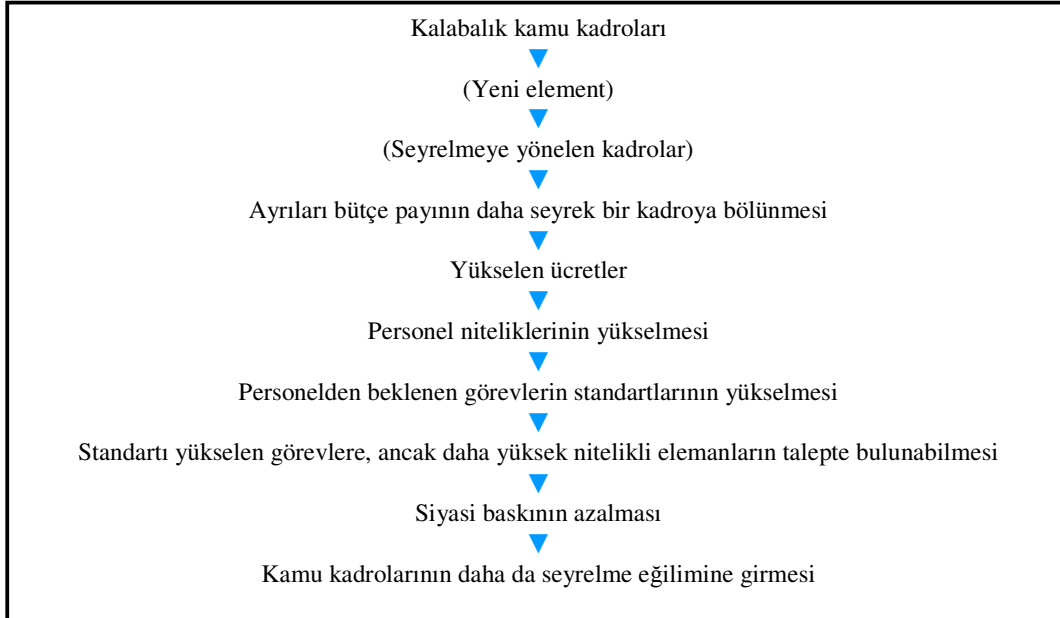 Kalabalık kamu kadroları
(Yeni element)
(Seyrelmeye yönelen kadrolar)
Ayrıları bütçe payının daha seyrek bir kadroya bölünmesi
Yükselen ücretler
Personel niteliklerinin yükselmesi
Personelden beklenen görevlerin standartlarının yükselmesi
Standartı yükselen görevlere, ancak daha yüksek nitelikli elemanların talepte bulunabilmesi
Siyasi baskının azalması
Kamu kadrolarının daha da seyrelme eğilimine girmesi